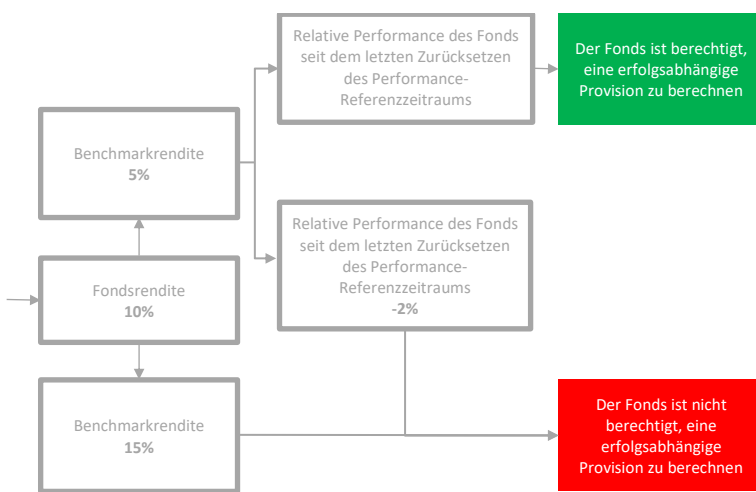 Relative Performance des Fonds
seit dem letzten Zurücksetzen
des Performance-
Referenzzeitraums
Der Fonds ist berechtigt,
eine erfolgsabhängige
Provision zu berechnen
Benchmarkrendite
5%
Relative Performance des Fonds
seit dem letzten Zurücksetzen
des Performance-
Referenzzeitraums
-2%
Fondsrendite
10%
Benchmarkrendite
15%
Der Fonds ist nicht
berechtigt, eine
erfolgsabhängige
Provision zu berechnen